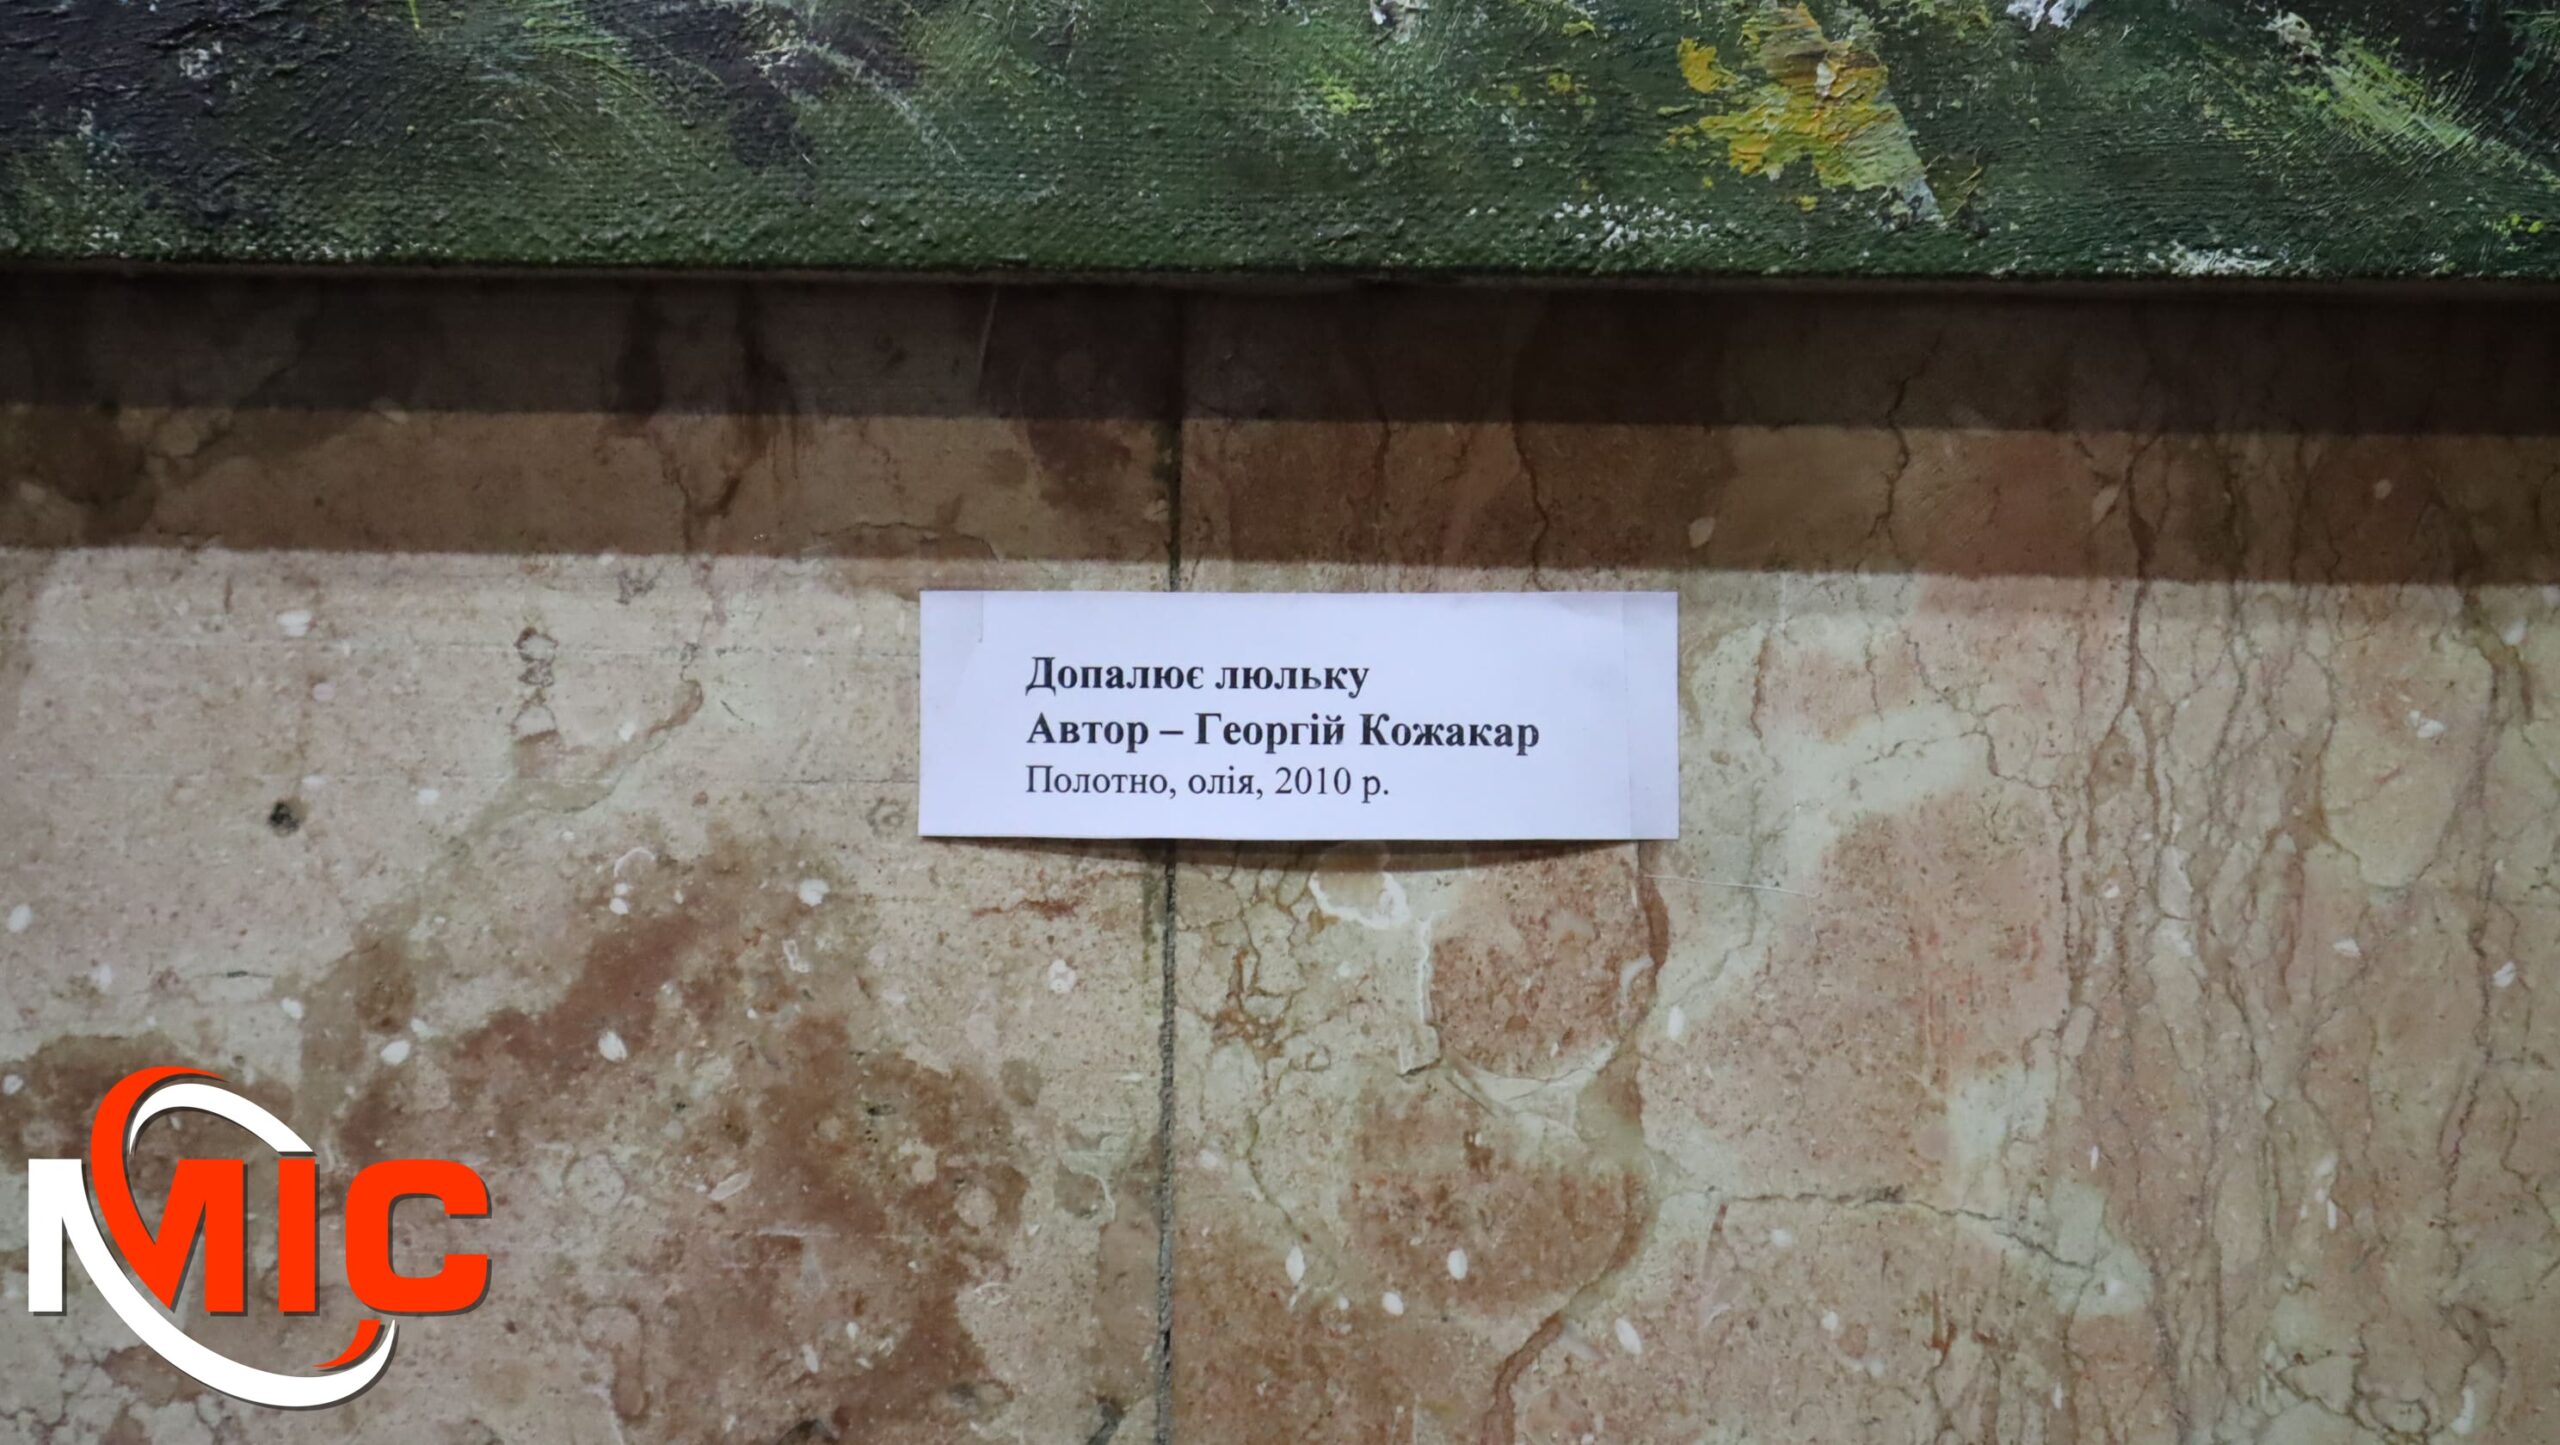 Допалює люльку
Автор – Георгій Кожакар
Полотно, олія, 2010 р.
МІС